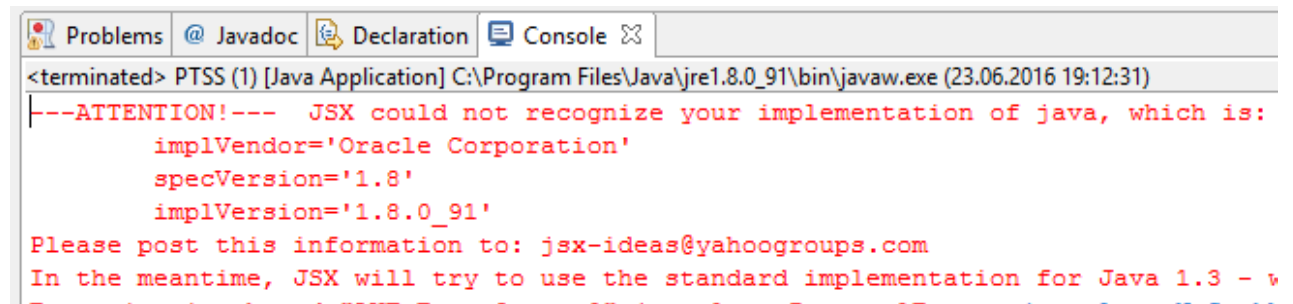 Problems @ Javadoc Declaration Console
<terminated> PTSS (1) [Java Application] C:\Program Files\Java\jre1.8.0_91\bin\javaw.exe (23.06.2016 19:12:31)
---ATTENTION!--- JSX could not recognize your implementation of java, which is:
implVendor='Oracle Corporation'
specVersion='1.8'
implVersion='1.8.0_91'
Please post this information to: jsx-ideas@yahoogroups.com
In the meantime, JSX will try to use the standard implementation for Java 1.3 -